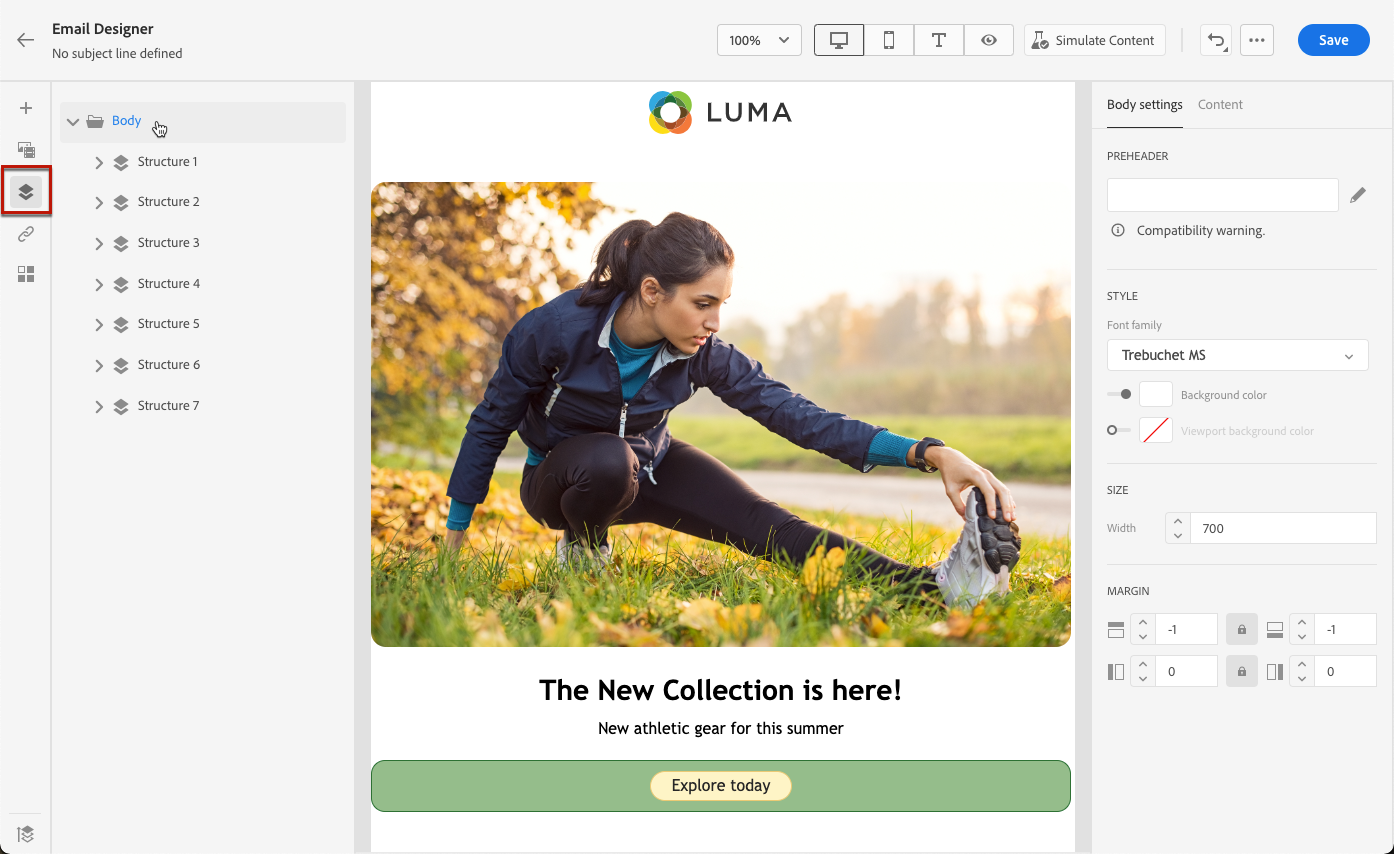 Email Designer
No subject line defined
100%
Simulate Content
Save
Body
Structure 1
Structure 2
Structure 3
Structure 4
Structure 5
Structure 6
Structure 7
LUMA
The New Collection is here!
New athletic gear for this summer
Explore today
Body settings Content
PREHEADER
Compatibility warning.
STYLE
Font family
Trebuchet MS
Background color
Viewport background color
SIZE
Width 700
MARGIN
-1 -1
0 0